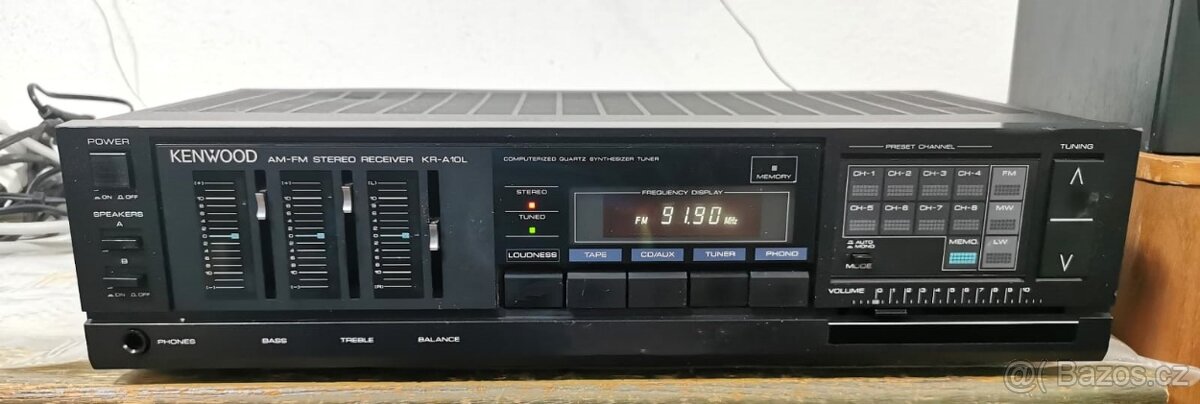 POWER
ON OFF
SPEAKERS
A
B
ON OFF
KENWOOD AM-FM STEREO RECEIVER KR-A10L
(+) (+) (L)
(-) (-) (R)
PHONES
BASS TREBLE BALANCE
COMPUTERIZED QUARTZ SYNTHESIZER TUNER
MEMORY
STEREO
TUNED
FREQUENCY DISPLAY
FM 91.90 MHz
LOUDNESS TAPE CD/AUX TUNER PHONO
PRESET CHANNEL
CH-1 CH-2 CH-3 CH-4 FM
CH-5 CH-6 CH-7 CH-8 MW
AUTO
MONO
MODE
MEMO. LW
VOLUME 0 1 2 3 4 5 6 7 8 9 10
TUNING
@( Bazos.cz